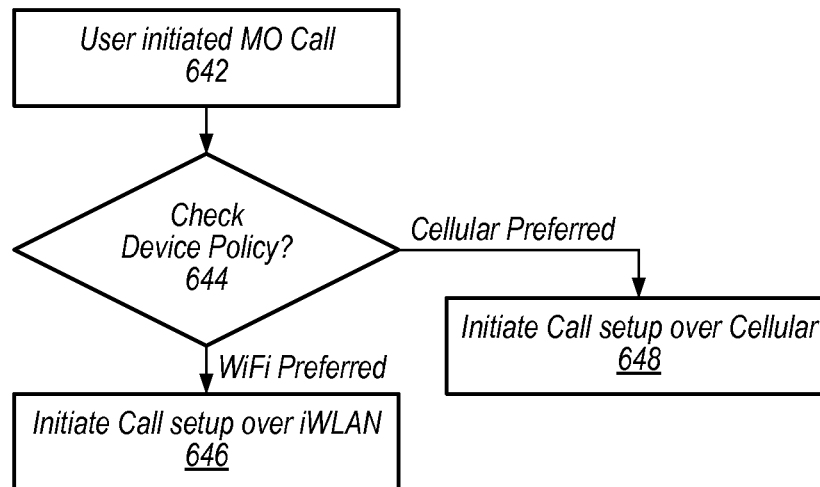 User initiated MO Call
642
Check
Device Policy?
644
Cellular Preferred
Initiate Call setup over Cellular
648
WiFi Preferred
Initiate Call setup over iWLAN
646